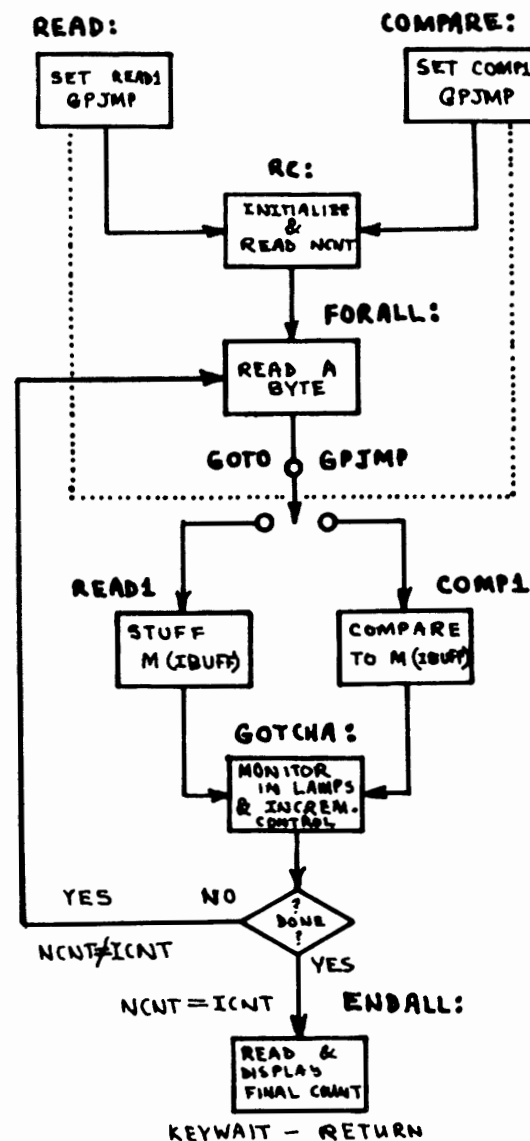 READ:
COMPARE:
SET READ1
GPJMP
SET COMP1
GPJMP
RC:
INITIALIZE
&
READ NCNT
FORALL:
READ A
BYTE
GOTO GPJMP
READ1
COMP1
STUFF
M(IBUFF)
COMPARE
TO M(IBUFF)
GOTCHA:
MONITOR
IN LAMPS
& INCREM.
CONTROL
YES NO
?
DONE
?
NCNT≠ICNT
YES
NCNT=ICNT
ENDALL:
READ &
DISPLAY
FINAL COUNT
KEYWAIT - RETURN